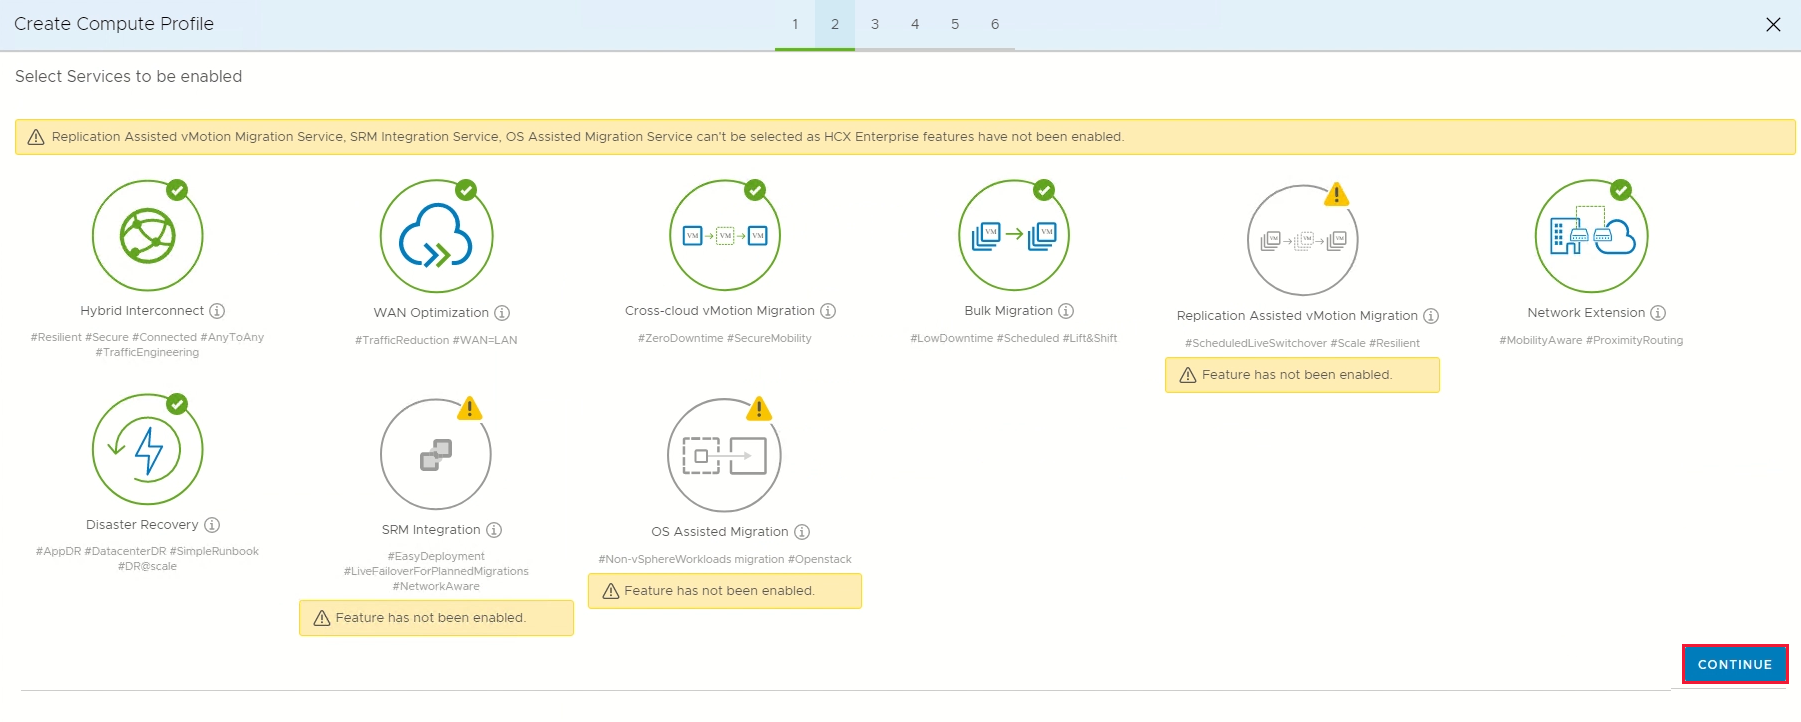 Create Compute Profile
1 2 3 4 5 6
Select Services to be enabled
Replication Assisted vMotion Migration Service, SRM Integration Service, OS Assisted Migration Service can't be selected as HCX Enterprise features have not been enabled.
VM VM VM
VM VM
VM VM VM
Hybrid Interconnect
#Resilient #Secure #Connected #AnyToAny
#TrafficEngineering
WAN Optimization
#TrafficReduction #WAN=LAN
Cross-cloud vMotion Migration
#ZeroDowntime #SecureMobility
Bulk Migration
#LowDowntime #Scheduled #Lift&Shift
Replication Assisted vMotion Migration
#ScheduledLiveSwitchover #Scale #Resilient
Feature has not been enabled.
Network Extension
#MobilityAware #ProximityRouting
Disaster Recovery
#AppDR #DatacenterDR #SimpleRunbook
#DR@scale
SRM Integration
#EasyDeployment
#LiveFailoverForPlannedMigrations
#NetworkAware
Feature has not been enabled.
OS Assisted Migration
#Non-vSphereWorkloads migration #Openstack
Feature has not been enabled.
CONTINUE